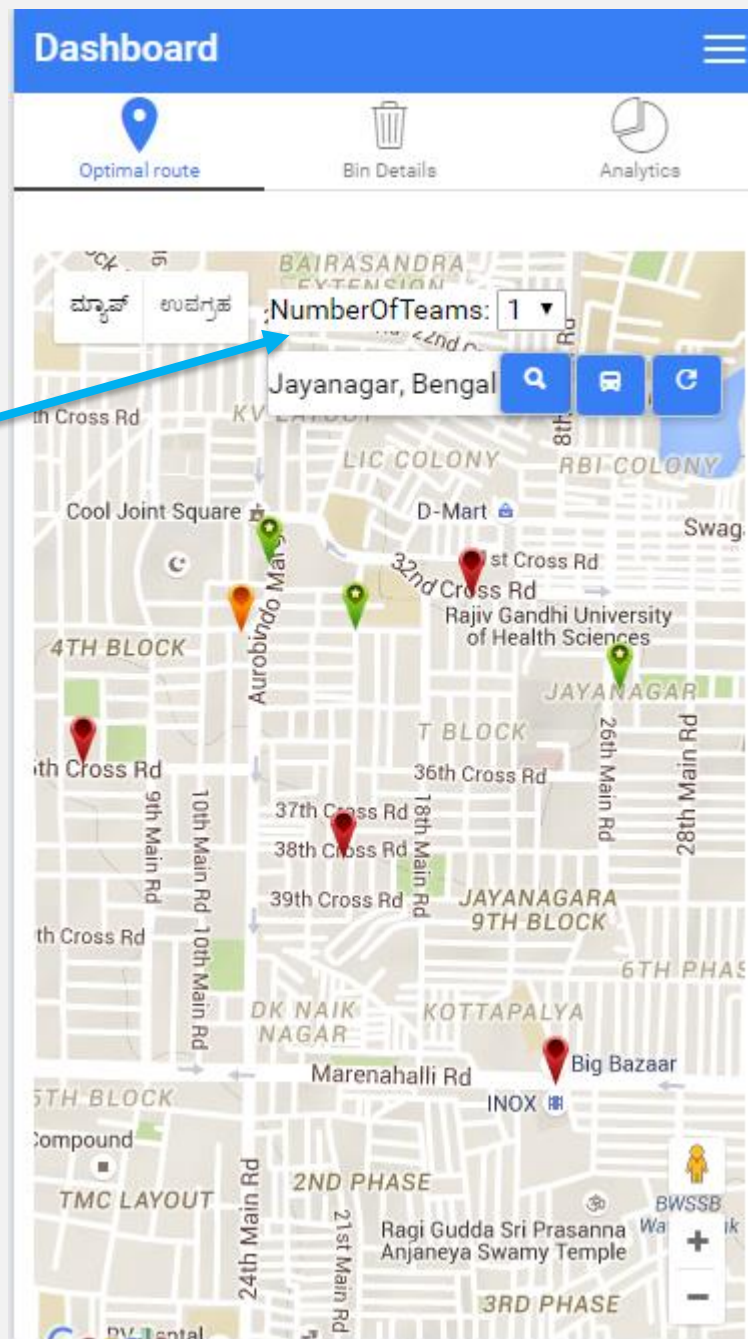 Dashboard
Optimal route
Bin Details
Analytics
BAIRASANDRA
EXTENSION
ಮ್ಯಾಪ್
ಉಪಗ್ರಹ
NumberOfTeams: 1
22nd
Jayanagar, Bengal
8th
th Cross Rd
KV LAYOUT
LIC COLONY
RBI COLONY
Cool Joint Square
D-Mart
Swag
st Cross Rd
32nd Cross Rd
Rajiv Gandhi University
of Health Sciences
Aurobindo Marg
4TH BLOCK
JAYANAGAR
T BLOCK
th Cross Rd
36th Cross Rd
26th Main Rd
28th Main Rd
9th Main Rd
10th Main Rd
37th Cross Rd
38th Cross Rd
18th Main Rd
39th Cross Rd
JAYANAGARA
9TH BLOCK
th Cross Rd
10th Main Rd
6TH PHAS
DK NAIK
NAGAR
KOTTAPALYA
Marenahalli Rd
Big Bazaar
INOX
5TH BLOCK
Compound
TMC LAYOUT
24th Main Rd
2ND PHASE
21st Main Rd
Ragi Gudda Sri Prasanna
Anjaneya Swamy Temple
BWSSB
Wa
+
3RD PHASE
−